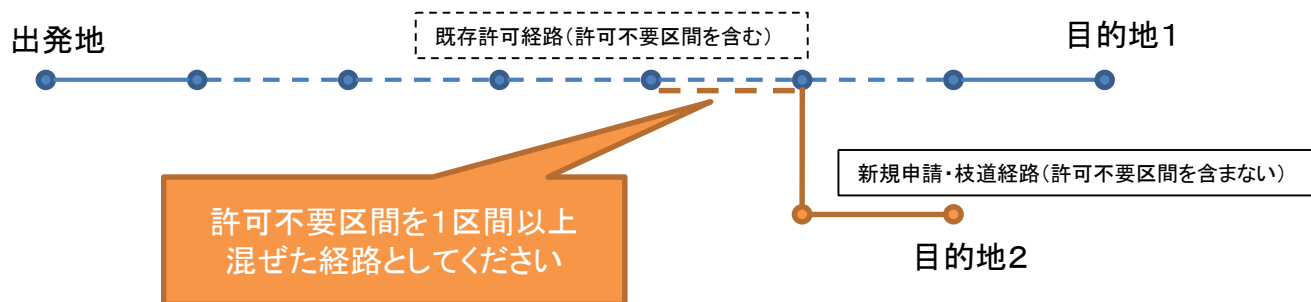 出発地
既存許可経路(許可不要区間を含む)
目的地1
新規申請・枝道経路(許可不要区間を含まない)
許可不要区間を1区間以上
混ぜた経路としてください
目的地2